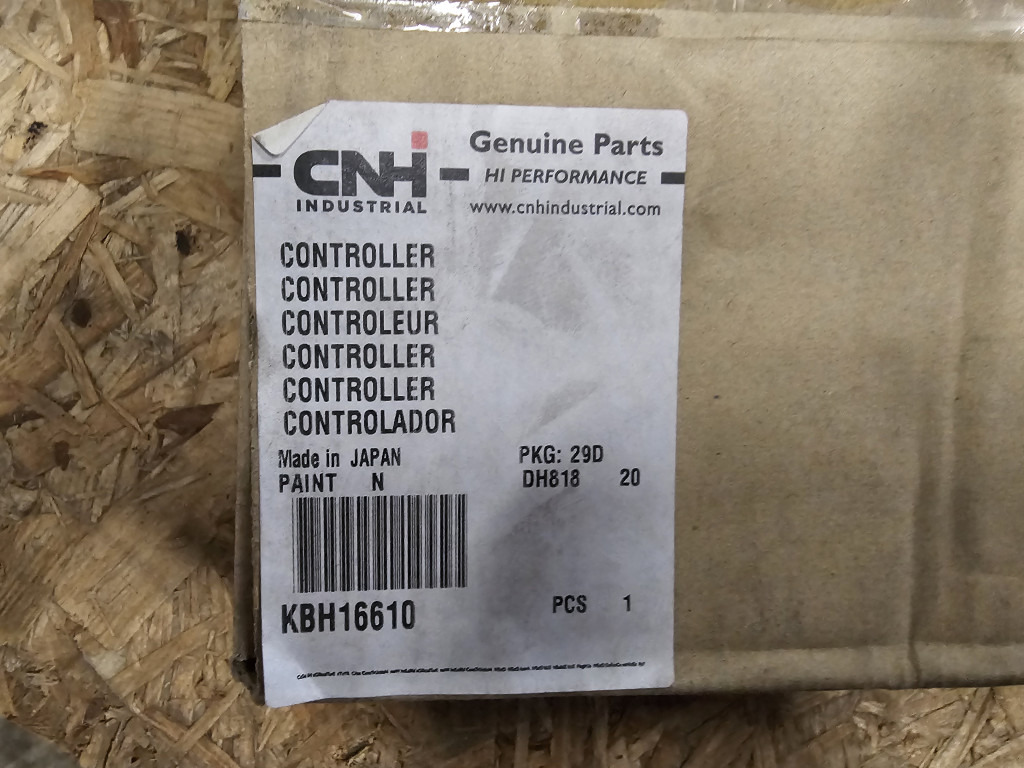 CNH
INDUSTRIAL
Genuine Parts
HI PERFORMANCE
www.cnhindustrial.com
CONTROLLER
CONTROLLER
CONTROLEUR
CONTROLLER
CONTROLLER
CONTROLADOR
Made in JAPAN
PKG: 29D
PAINT N
DH818 20
KBH16610
PCS 1